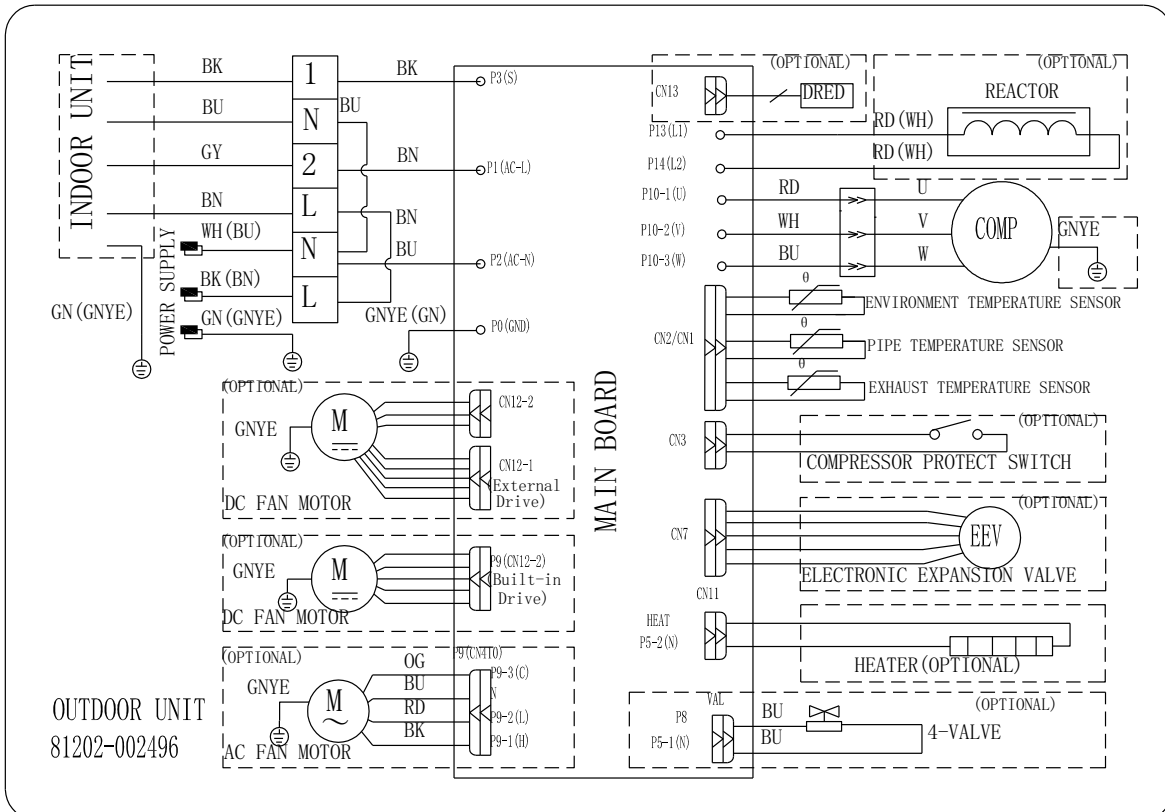 INDOOR UNIT
BK
BU
GY
BN
GN(GNYE)
POWER SUPPLY
WH(BU)
BK(BN)
GN(GNYE)
1
N
2
L
N
L
BK
BU
BN
BN
BU
GNYE(GN)
P3(S)
P1(AC-L)
P2(AC-N)
P0(GND)
MAIN BOARD
(OPTIONAL)
GNYE
M
DC FAN MOTOR
CN12-2
CN12-1
(External
Drive)
(OPTIONAL)
GNYE
M
DC FAN MOTOR
P9(CN12-2)
(Built-in
Drive)
(OPTIONAL)
GNYE
M
~
AC FAN MOTOR
OG
BU
RD
BK
P9(CN410)
P9-3(C)
N
P9-2(L)
P9-1(H)
OUTDOOR UNIT
81202-002496
(OPTIONAL)
CN13
DRED
(OPTIONAL)
REACTOR
P13(L1)
RD(WH)
P14(L2)
RD(WH)
P10-1(U)
RD
U
P10-2(V)
WH
V
P10-3(W)
BU
W
COMP
GNYE
CN2/CN1
θ
ENVIRONMENT TEMPERATURE SENSOR
θ
PIPE TEMPERATURE SENSOR
θ
EXHAUST TEMPERATURE SENSOR
CN3
(OPTIONAL)
COMPRESSOR PROTECT SWITCH
CN7
(OPTIONAL)
EEV
ELECTRONIC EXPANSION VALVE
CN11
HEAT
P5-2(N)
HEATER(OPTIONAL)
VAL
P8
P5-1(N)
BU
BU
(OPTIONAL)
4-VALVE